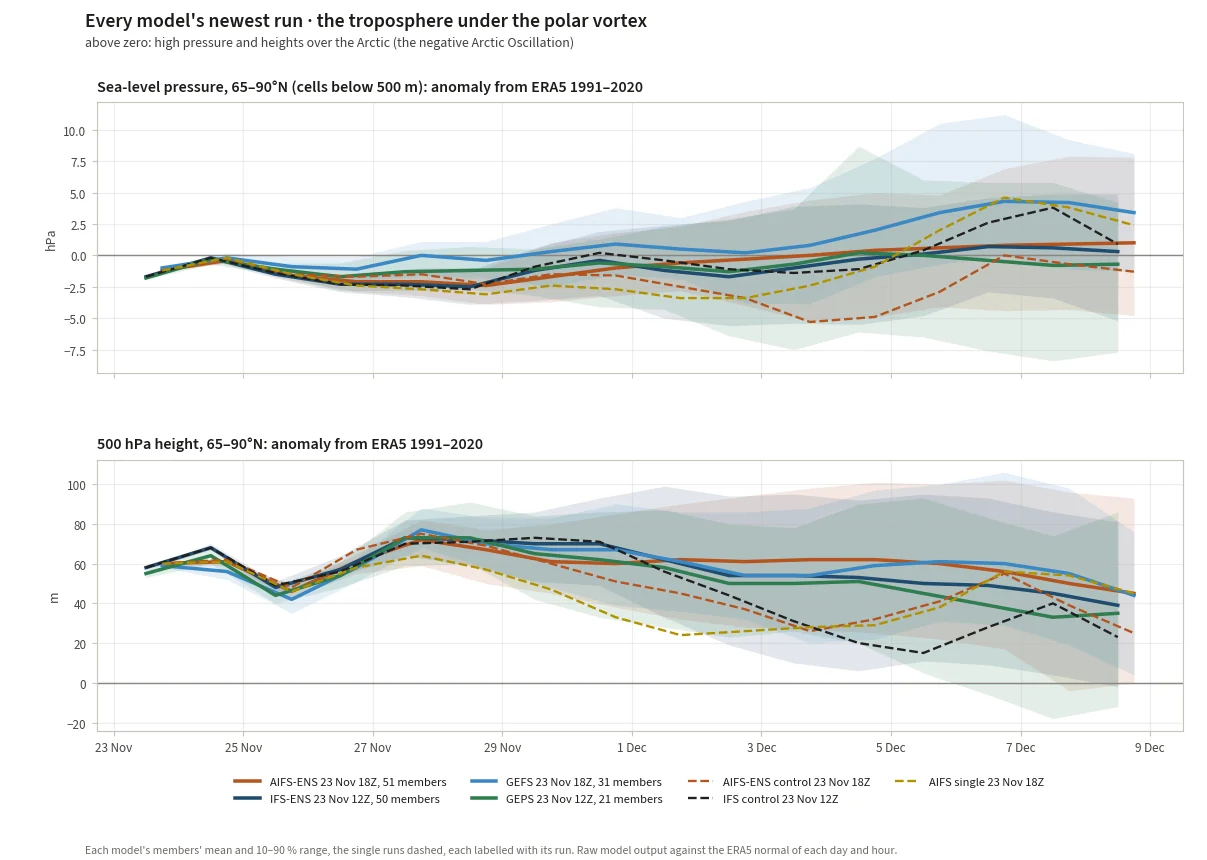 Every model's newest run · the troposphere under the polar vortex
above zero: high pressure and heights over the Arctic (the negative Arctic Oscillation)
Sea-level pressure, 65–90°N (cells below 500 m): anomaly from ERA5 1991–2020
10.0
7.5
5.0
2.5
0.0
−2.5
−5.0
−7.5
hPa
500 hPa height, 65–90°N: anomaly from ERA5 1991–2020
100
80
60
40
20
0
−20
m
23 Nov 25 Nov 27 Nov 29 Nov 1 Dec 3 Dec 5 Dec 7 Dec 9 Dec
AIFS-ENS 23 Nov 18Z, 51 members GEFS 23 Nov 18Z, 31 members AIFS-ENS control 23 Nov 18Z AIFS single 23 Nov 18Z
IFS-ENS 23 Nov 12Z, 50 members GEPS 23 Nov 12Z, 21 members IFS control 23 Nov 12Z
Each model's members' mean and 10–90 % range, the single runs dashed, each labelled with its run. Raw model output against the ERA5 normal of each day and hour.